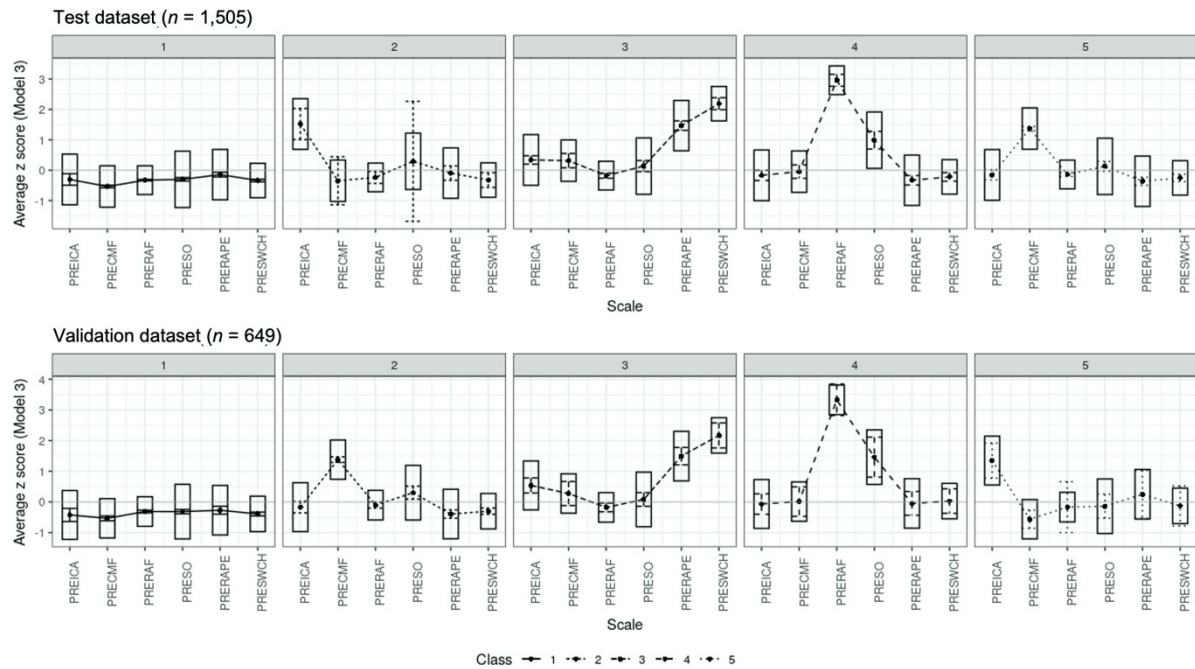 Test dataset (n = 1,505)
1 2 3 4 5
Average z score (Model 3)
3
2
1
0
-1
PREICA PRECMF PRERAF PRESO PRERAPE PRESWCH PREICA PRECMF PRERAF PRESO PRERAPE PRESWCH PREICA PRECMF PRERAF PRESO PRERAPE PRESWCH PREICA PRECMF PRERAF PRESO PRERAPE PRESWCH PREICA PRECMF PRERAF PRESO PRERAPE PRESWCH
Scale
Validation dataset (n = 649)
1 2 3 4 5
Average z score (Model 3)
4
3
2
1
0
-1
PREICA PRECMF PRERAF PRESO PRERAPE PRESWCH PREICA PRECMF PRERAF PRESO PRERAPE PRESWCH PREICA PRECMF PRERAF PRESO PRERAPE PRESWCH PREICA PRECMF PRERAF PRESO PRERAPE PRESWCH PREICA PRECMF PRERAF PRESO PRERAPE PRESWCH
Scale
Class 1 2 3 4 5